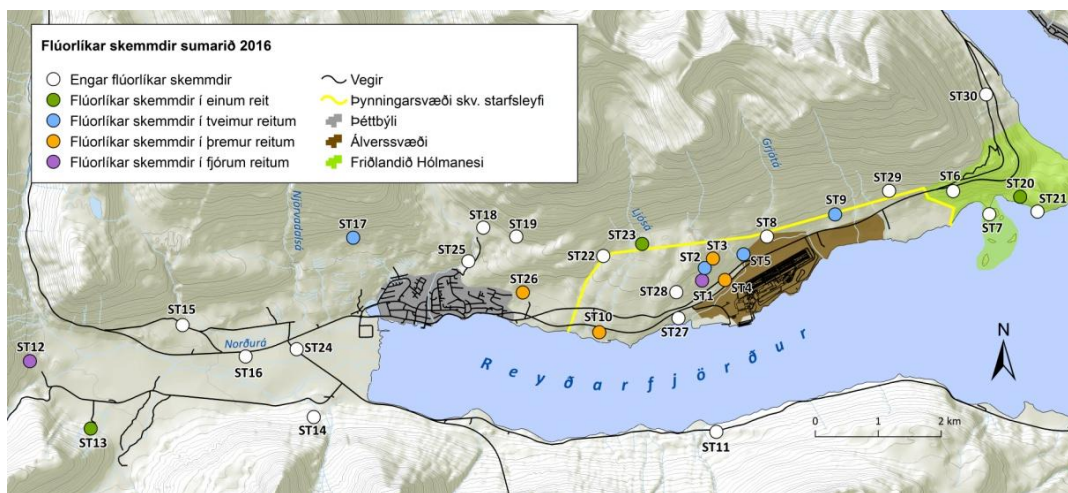 Flúorlíkar skemmdir sumarið 2016
Engar flúorlíkar skemmdir
Flúorlíkar skemmdir í einum reit
Flúorlíkar skemmdir í tveimur reitum
Flúorlíkar skemmdir í þremur reitum
Flúorlíkar skemmdir í fjórum reitum
Vegir
Þynningarsvæði skv. starfsleyfi
Þéttbýli
Álverssvæði
Friðlandið Hólmanesi
ST30
Grjótá
ST29
ST6
ST20
ST21
ST7
Njörvadalsá
ST17
ST18
ST19
Ljósá
ST9
ST8
ST23
ST3
ST25
ST22
ST2
ST5
ST26
ST28
ST1
ST4
ST15
ST10
ST27
Norðurá
ST24
ST12
ST16
Reyðarfjörður
N
ST13
ST14
ST11
0 1 2 km